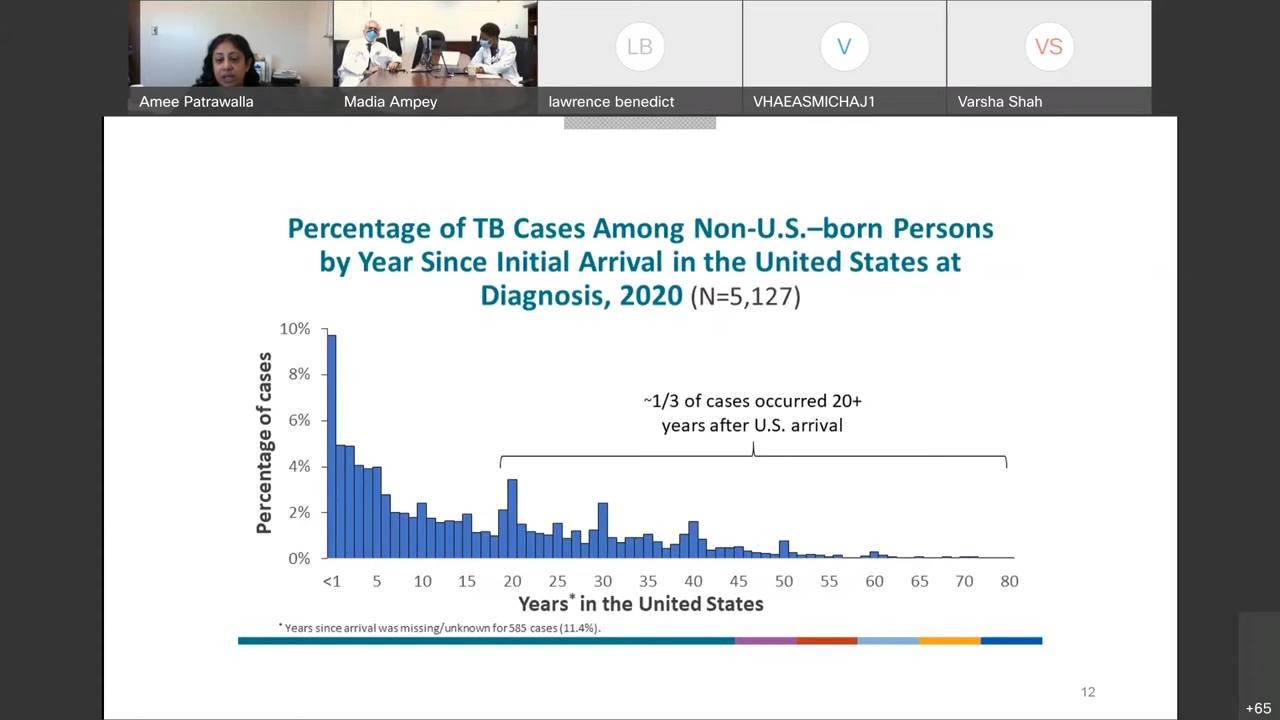 LB
V
VS
Amee Patrawalla
Madia Ampey
lawrence benedict
VHAEASMICHAJ1
Varsha Shah
Percentage of TB Cases Among Non-U.S.–born Persons
by Year Since Initial Arrival in the United States at
Diagnosis, 2020 (N=5,127)
Percentage of cases
10%
8%
6%
4%
2%
0%
~1/3 of cases occurred 20+
years after U.S. arrival
<1 5 10 15 20 25 30 35 40 45 50 55 60 65 70 80
Years* in the United States
* Years since arrival was missing/unknown for 585 cases (11.4%).
12
+65